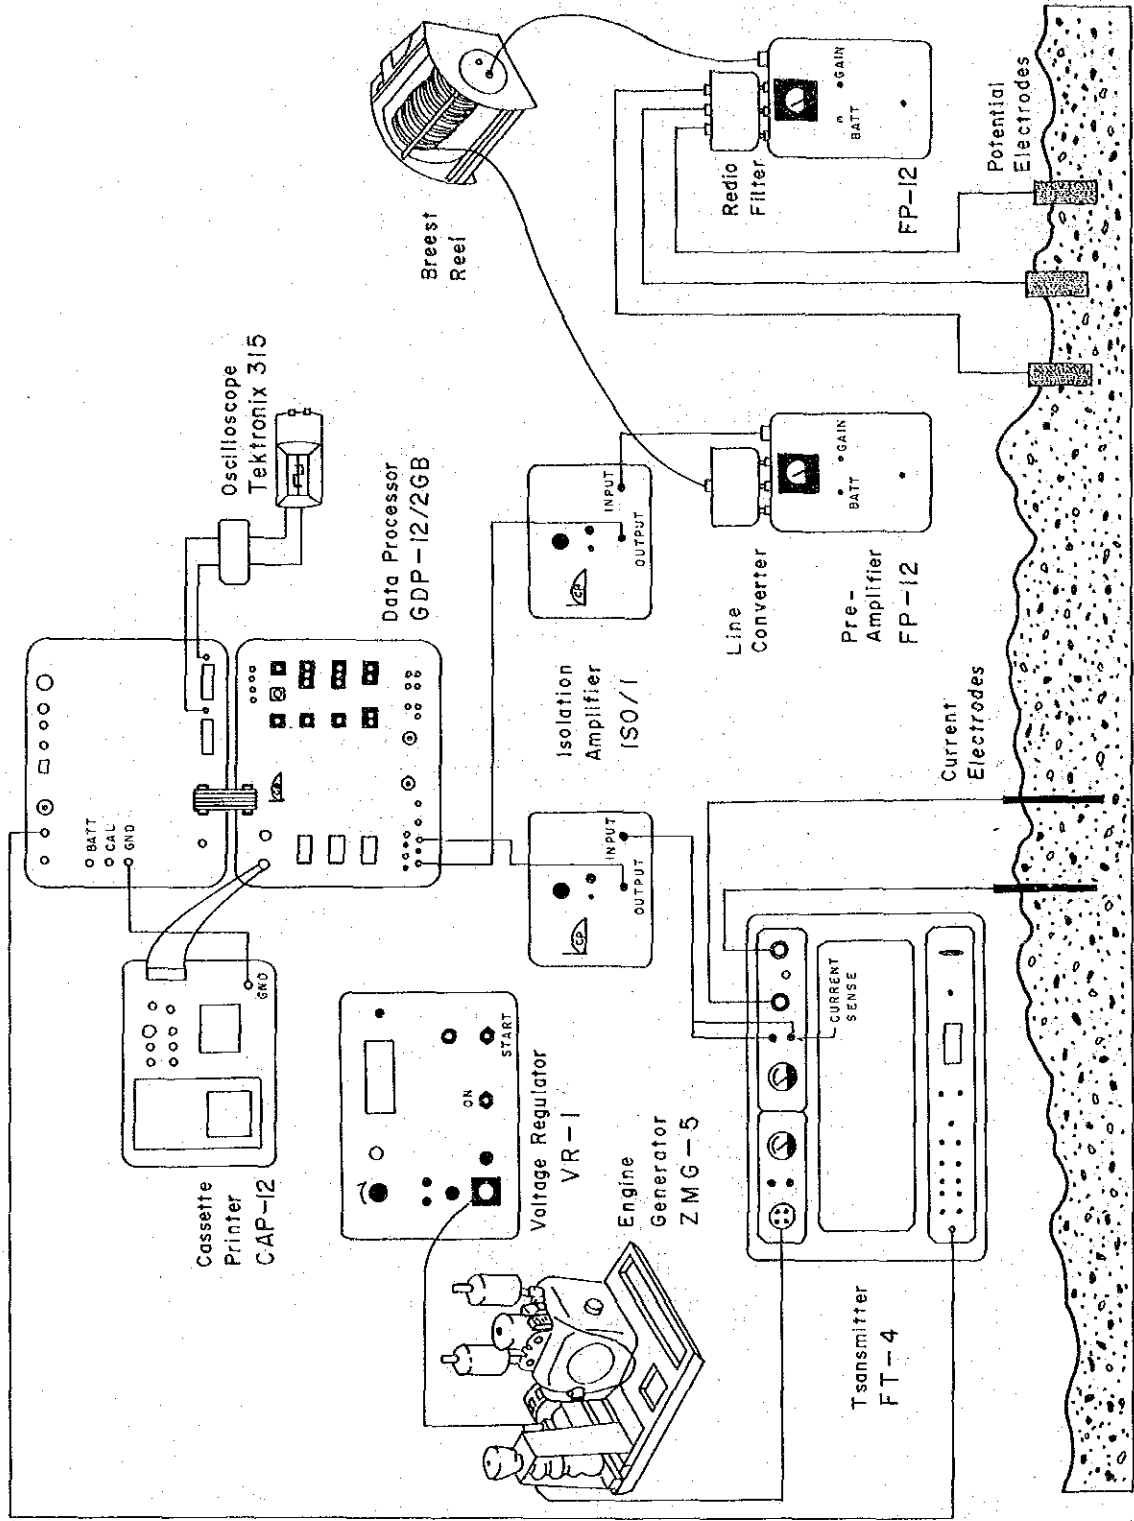 Oscilloscope
Tektronix 315
Breest
Reel
BATT
CAL
GND
Data Processor
GDP-12/2GB
GND
Cassette
Printer
CAP-12
INPUT
OUTPUT
Isolation
Amplifier
ISO/1
GP
INPUT
OUTPUT
ON
START
Voltage Regulator
VR-1
Line
Converter
Redio
Filter
BATT
GAIN
Pre-
Amplifier
FP-12
BATT
GAIN
FP-12
Engine
Generator
ZMG-5
CURRENT
SENSE
Tsansmitter
FT-4
Current
Electrodes
Potential
Electrodes